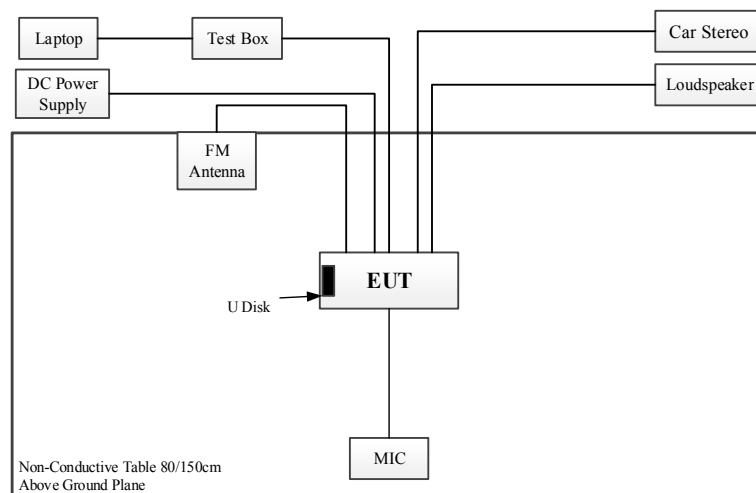 Laptop
Test Box
Car Stereo
DC Power
Supply
Loudspeaker
FM
Antenna
EUT
U Disk
MIC
Non-Conductive Table 80/150cm
Above Ground Plane